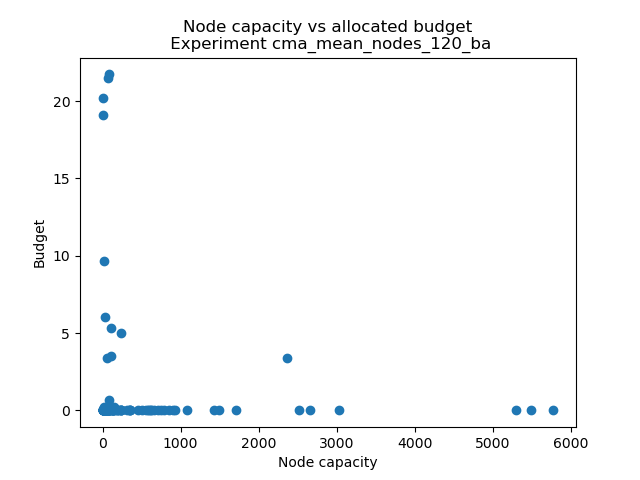 Node capacity vs allocated budget
Experiment cma_mean_nodes_120_ba
20
15
10
5
0
Budget
0 1000 2000 3000 4000 5000 6000
Node capacity